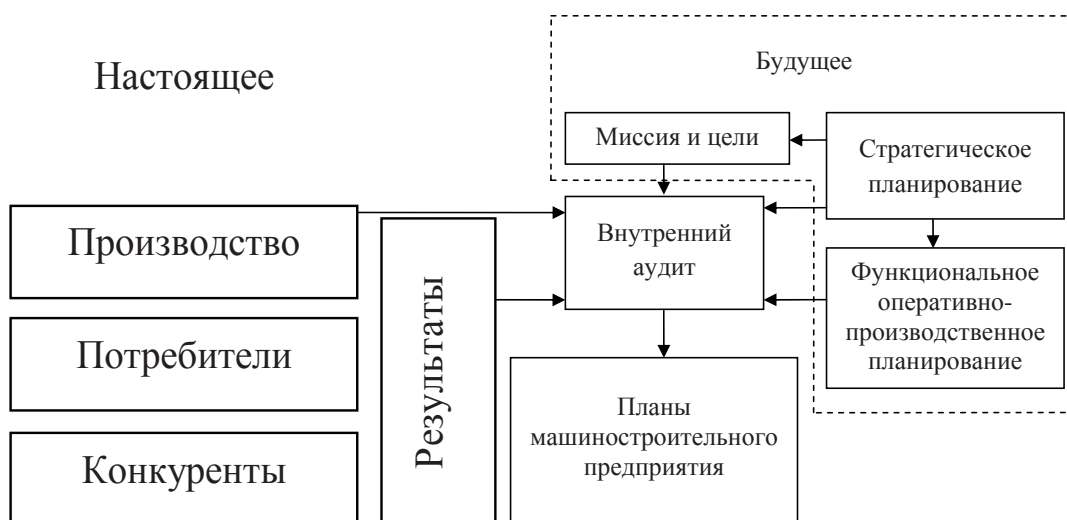 Настоящее
Будущее
Миссия и цели
Стратегическое
планирование
Производство
Внутренний
аудит
Функциональное
оперативно-
производственное
планирование
Потребители
Результаты
Планы
машиностроительного
предприятия
Конкуренты